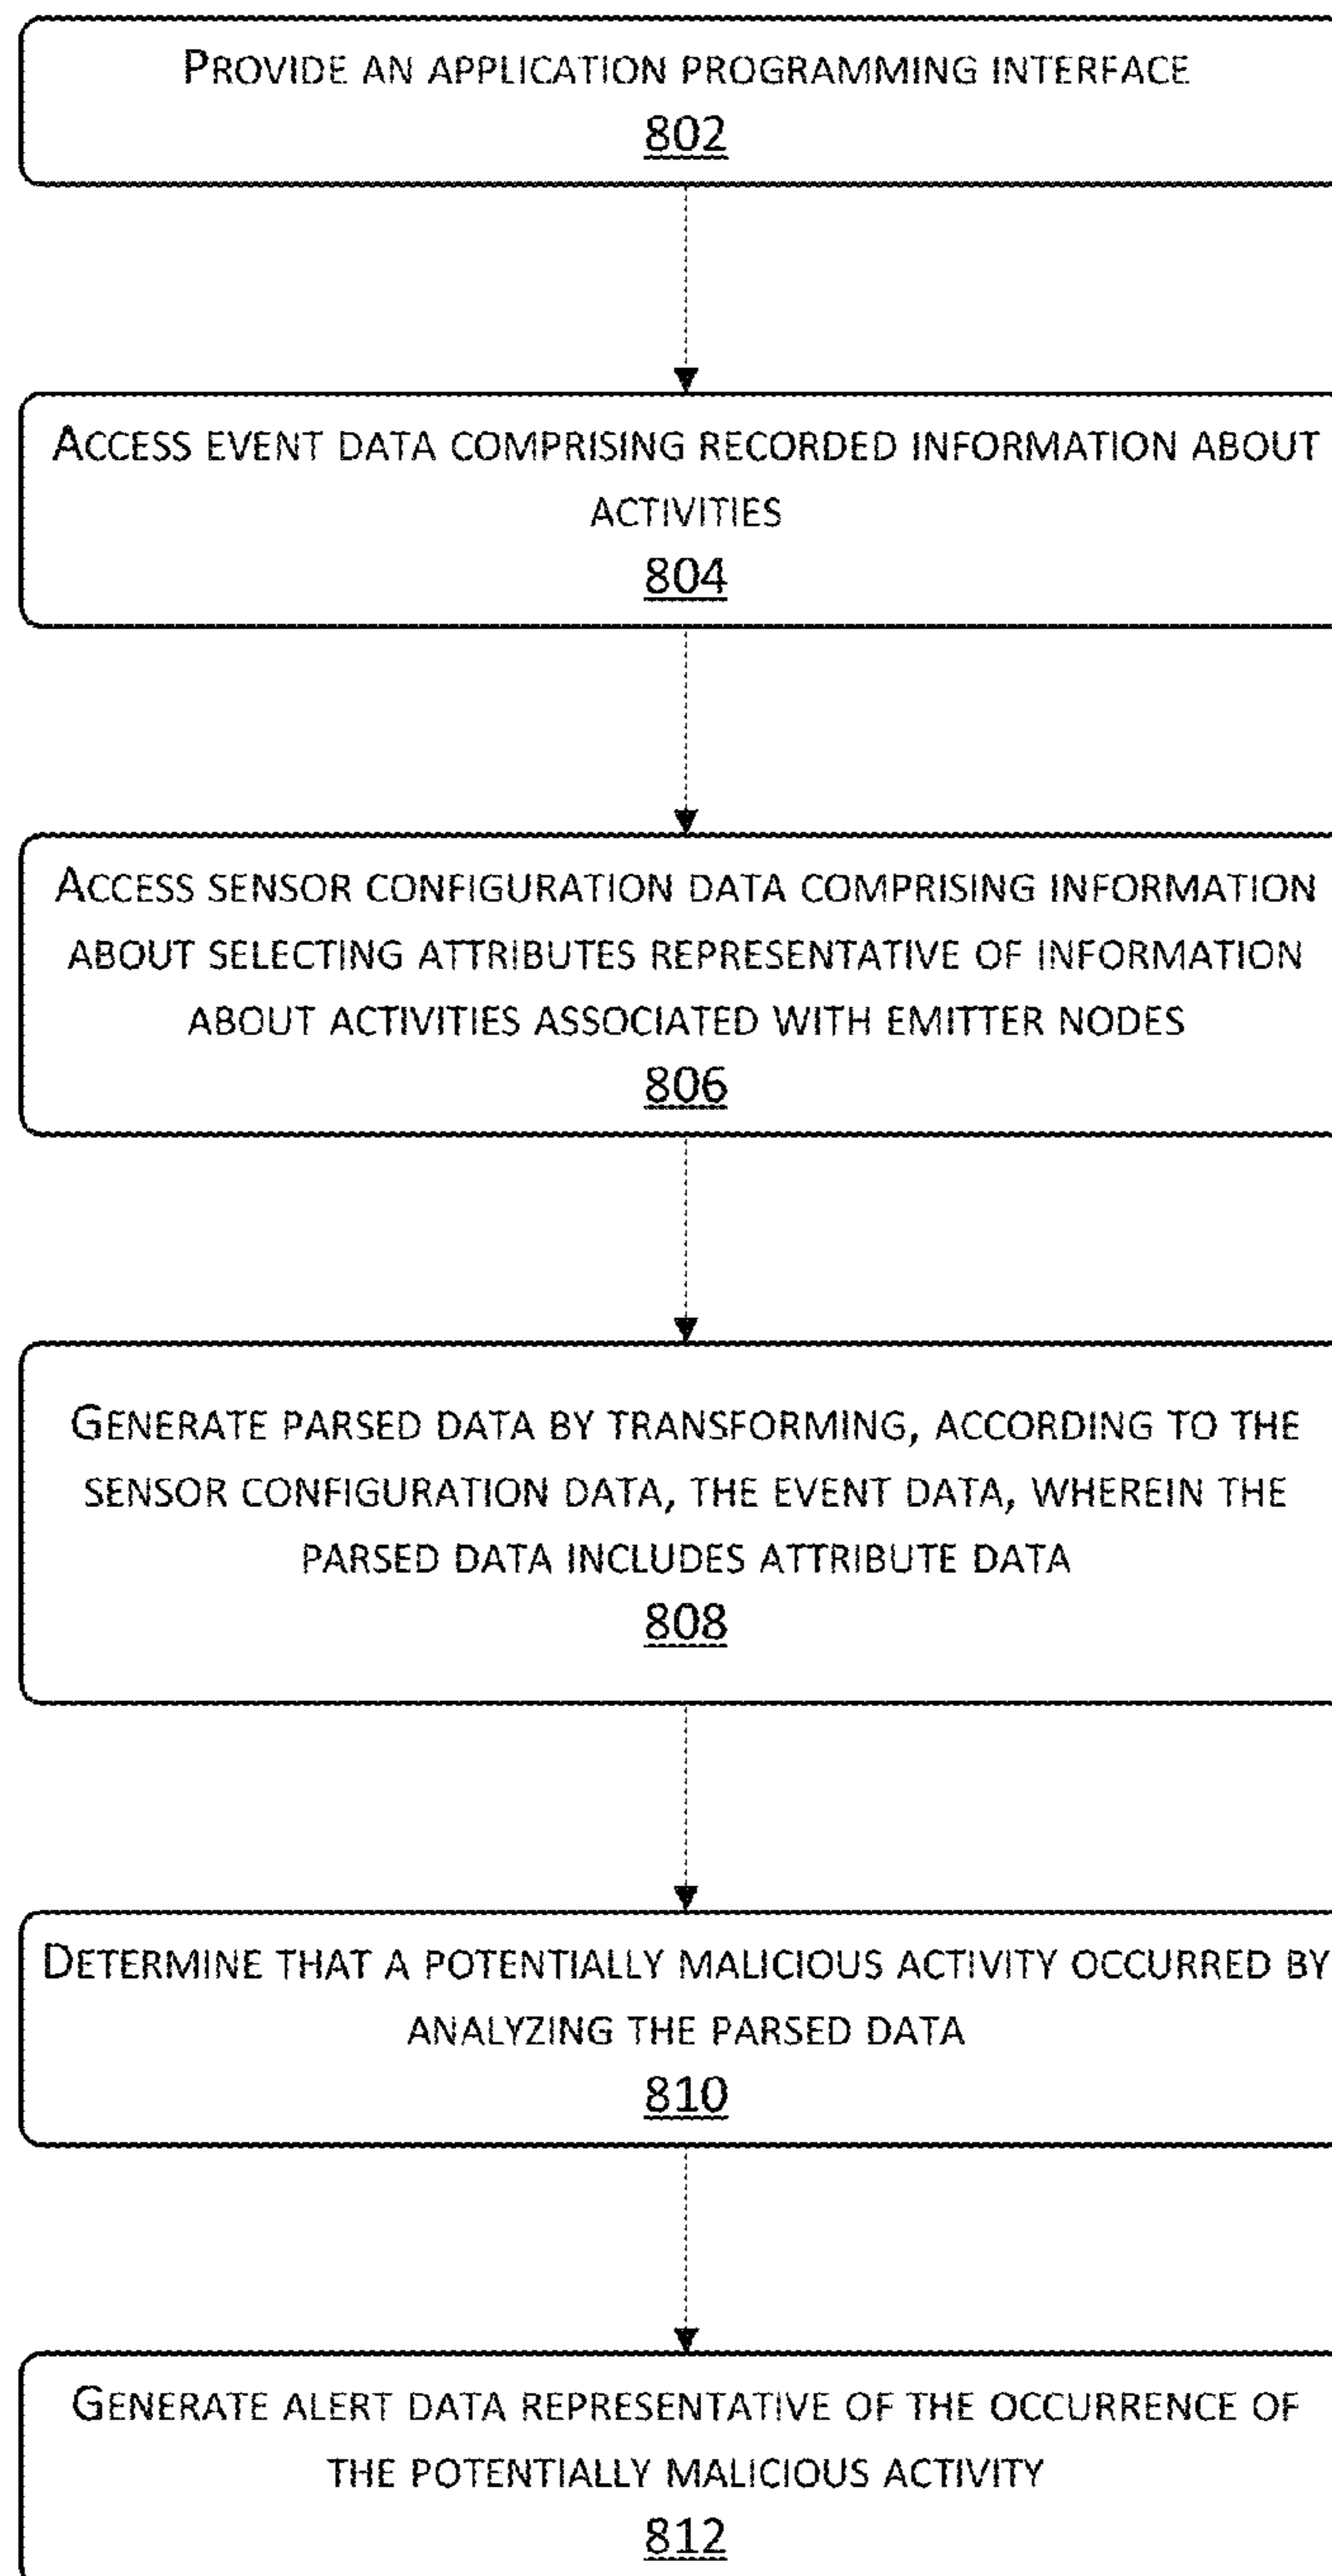 PROVIDE AN APPLICATION PROGRAMMING INTERFACE
802
ACCESS EVENT DATA COMPRISING RECORDED INFORMATION ABOUT
ACTIVITIES
804
ACCESS SENSOR CONFIGURATION DATA COMPRISING INFORMATION
ABOUT SELECTING ATTRIBUTES REPRESENTATIVE OF INFORMATION
ABOUT ACTIVITIES ASSOCIATED WITH EMITTER NODES
806
GENERATE PARSED DATA BY TRANSFORMING, ACCORDING TO THE
SENSOR CONFIGURATION DATA, THE EVENT DATA, WHEREIN THE
PARSED DATA INCLUDES ATTRIBUTE DATA
808
DETERMINE THAT A POTENTIALLY MALICIOUS ACTIVITY OCCURRED BY
ANALYZING THE PARSED DATA
810
GENERATE ALERT DATA REPRESENTATIVE OF THE OCCURRENCE OF
THE POTENTIALLY MALICIOUS ACTIVITY
812